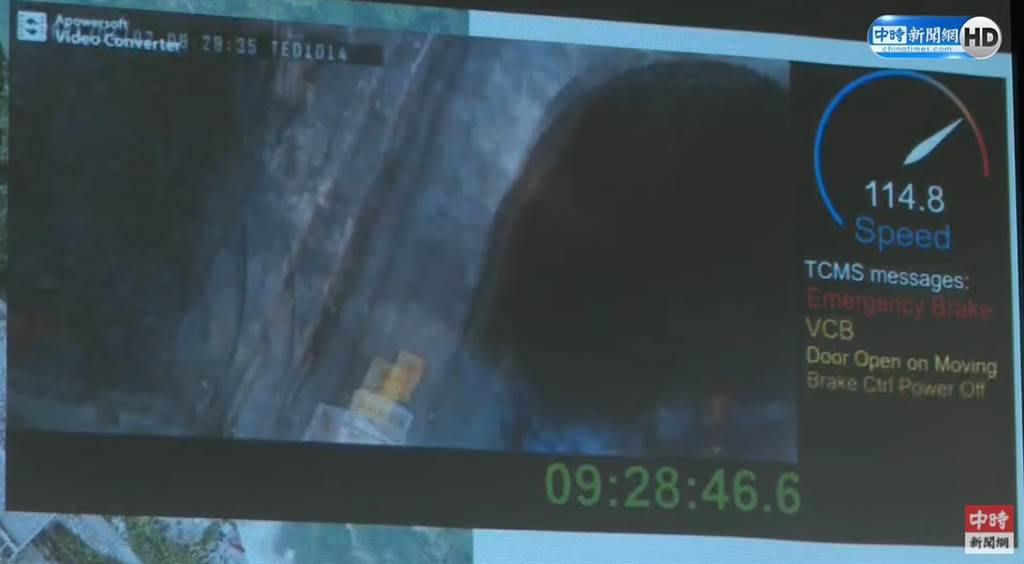 Apowersoft
Video Converter
28:35 TED1014
中時新聞網 HD
chinatimes.com
114.8
Speed
TCMS messages:
Emergency Brake
VCB
Door Open on Moving
Brake Ctrl Power Off
09:28:46.6
中時
新聞網